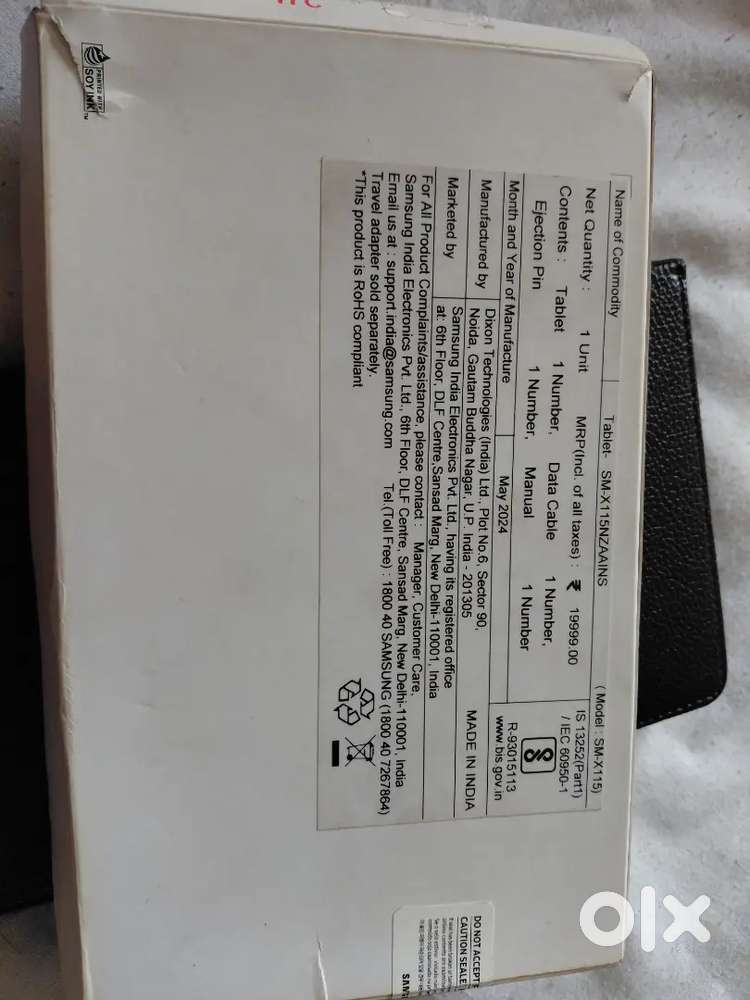 PRINTED WITH
SOY INK
Name of Commodity Tablet- SM-X115NZAAINS ( Model : SM-X115)
Net Quantity : 1 Unit MRP(Incl. of all taxes) : ₹ 19999.00
Contents : Tablet 1 Number, Data Cable 1 Number,
Ejection Pin 1 Number, Manual 1 Number
IS 13252(Part1)
/ IEC 60950-1
R-93015113
www.bis.gov.in
Month and Year of Manufacture May 2024
Manufactured by Dixon Technologies (India) Ltd., Plot No.6, Sector 90,
Noida, Gautam Buddha Nagar, U.P. India - 201305
MADE IN INDIA
Marketed by Samsung India Electronics Pvt. Ltd., having its registered office
at: 6th Floor, DLF Centre,Sansad Marg, New Delhi-110001, India
For All Product Complaints/assistance, please contact : Manager, Customer Care,
Samsung India Electronics Pvt. Ltd., 6th Floor, DLF Centre, Sansad Marg, New Delhi-110001, India
Email us at : support.india@samsung.com Tel.(Toll Free) : 1800 40 SAMSUNG (1800 40 7267864)
Travel adapter sold separately.
*This product is RoHS compliant
DO NOT ACCEPT
CAUTION SEALE
olx